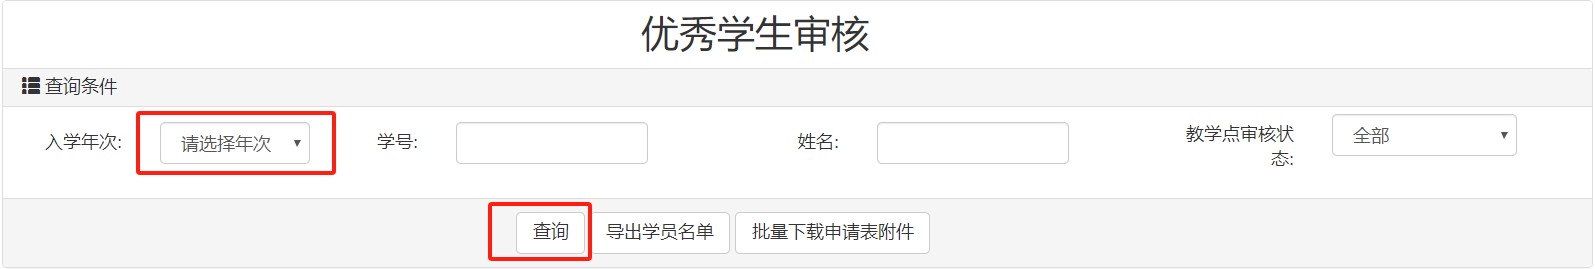 优秀学生审核
查询条件
入学年次: 请选择年次 学号: 姓名: 教学点审核状
态: 全部
查询 导出学员名单 批量下载申请表附件